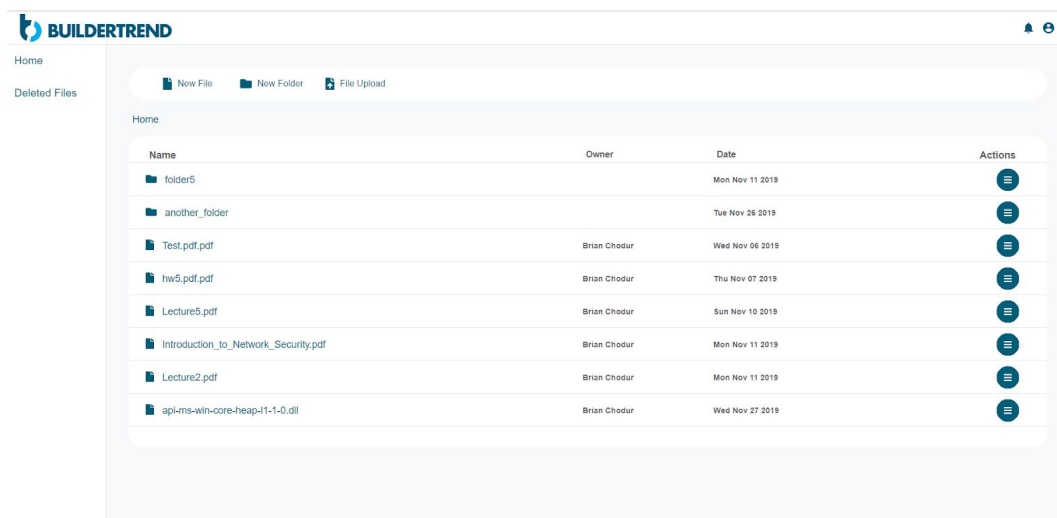 BUILDERTREND
Home
Deleted Files
New File New Folder File Upload
Home
Name Owner Date Actions
folder5 Mon Nov 11 2019
another_folder Tue Nov 26 2019
Test.pdf.pdf Brian Chodur Wed Nov 06 2019
hw5.pdf.pdf Brian Chodur Thu Nov 07 2019
Lecture5.pdf Brian Chodur Sun Nov 10 2019
Introduction_to_Network_Security.pdf Brian Chodur Mon Nov 11 2019
Lecture2.pdf Brian Chodur Mon Nov 11 2019
api-ms-win-core-heap-l1-1-0.dll Brian Chodur Wed Nov 27 2019